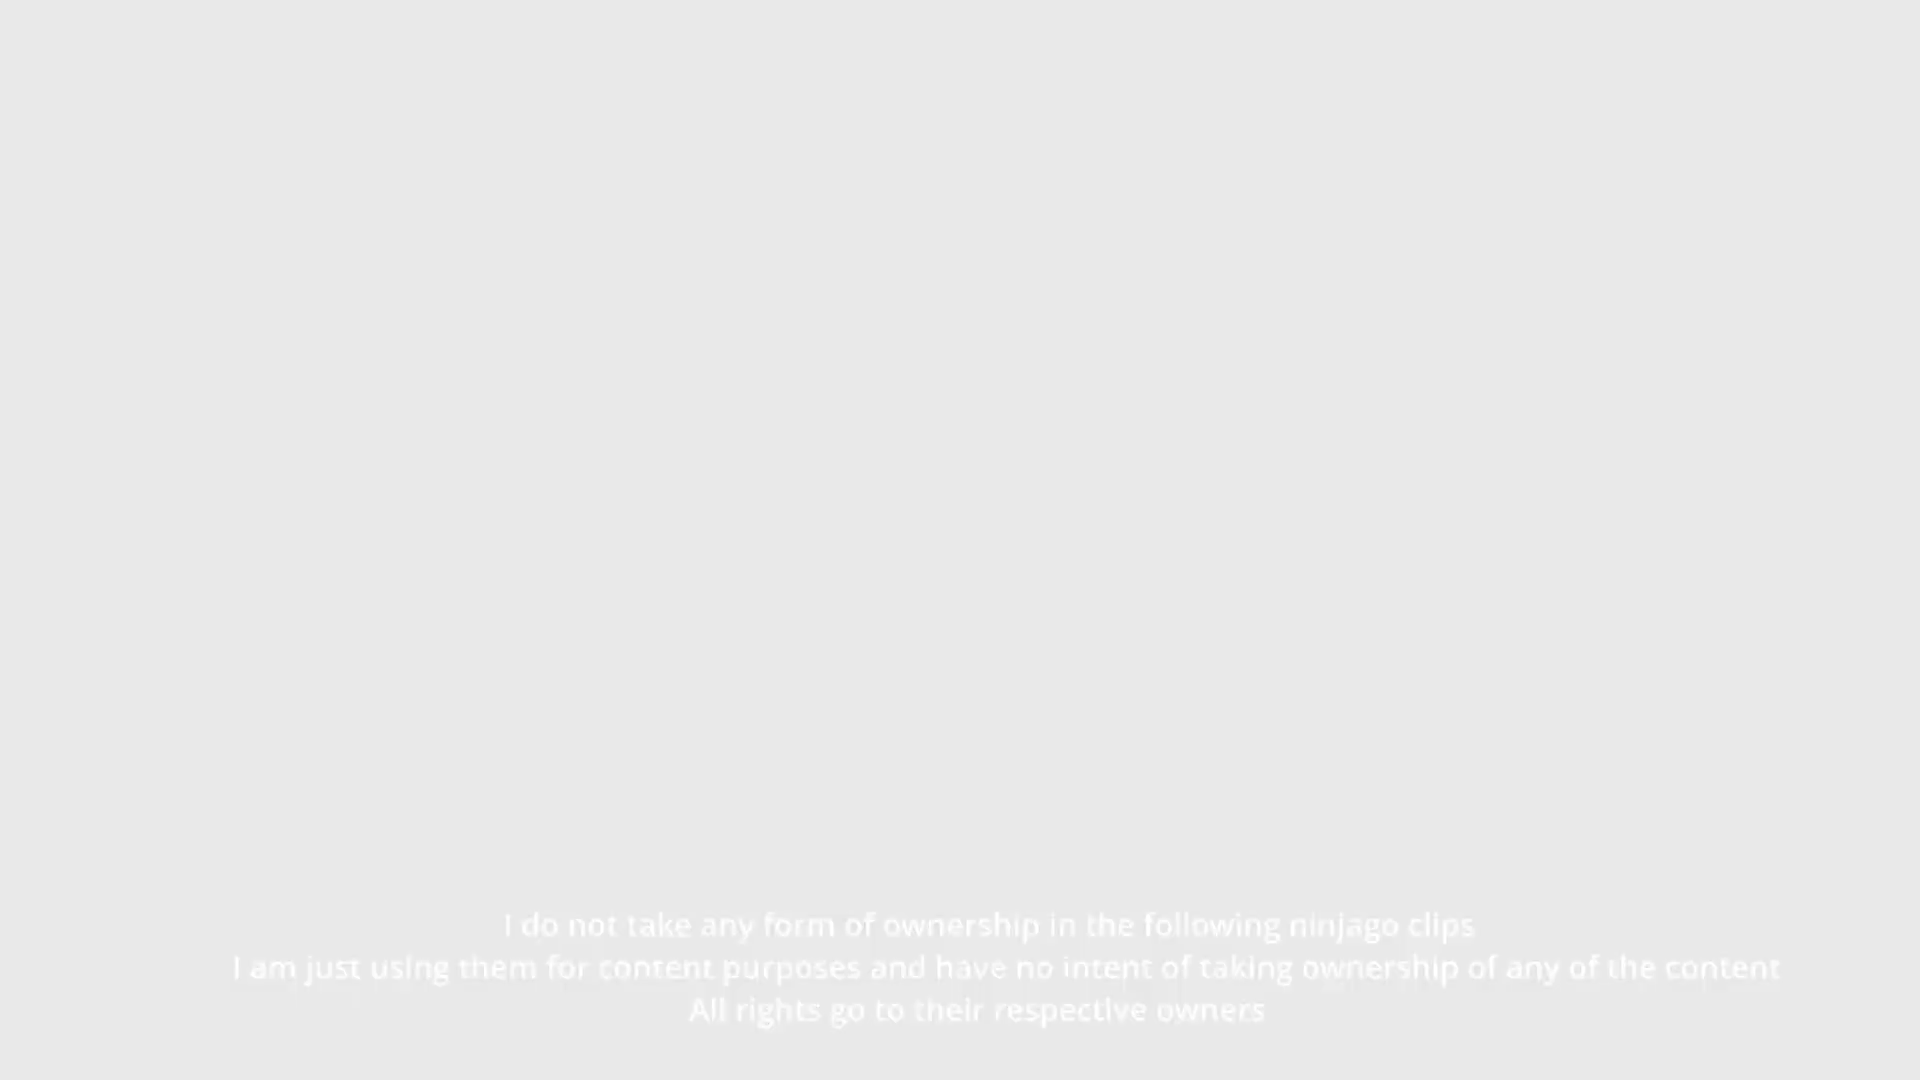 I do not take any form of ownership in the following ninjago clips
I am just using them for content purposes and have no intent of taking ownership of any of the content
All rights go to their respective owners